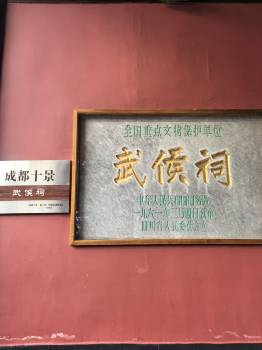 成都十景
武侯祠
全国重点文物保护单位
武侯祠
中华人民共和国国务院
一九六一年三月四日公布
四川省人民委员会立